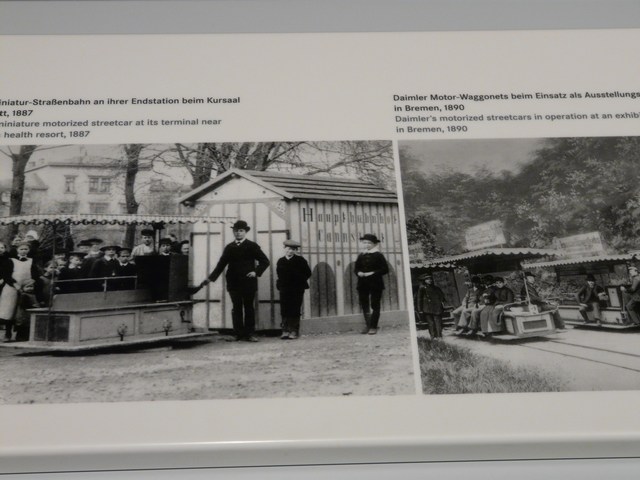 niatur-Straßenbahn an ihrer Endstation beim Kursaal
tt, 1887
miniature motorized streetcar at its terminal near
health resort, 1887
Daimler Motor-Waggonets beim Einsatz als Ausstellungs
in Bremen, 1890
Daimler's motorized streetcars in operation at an exhib
in Bremen, 1890